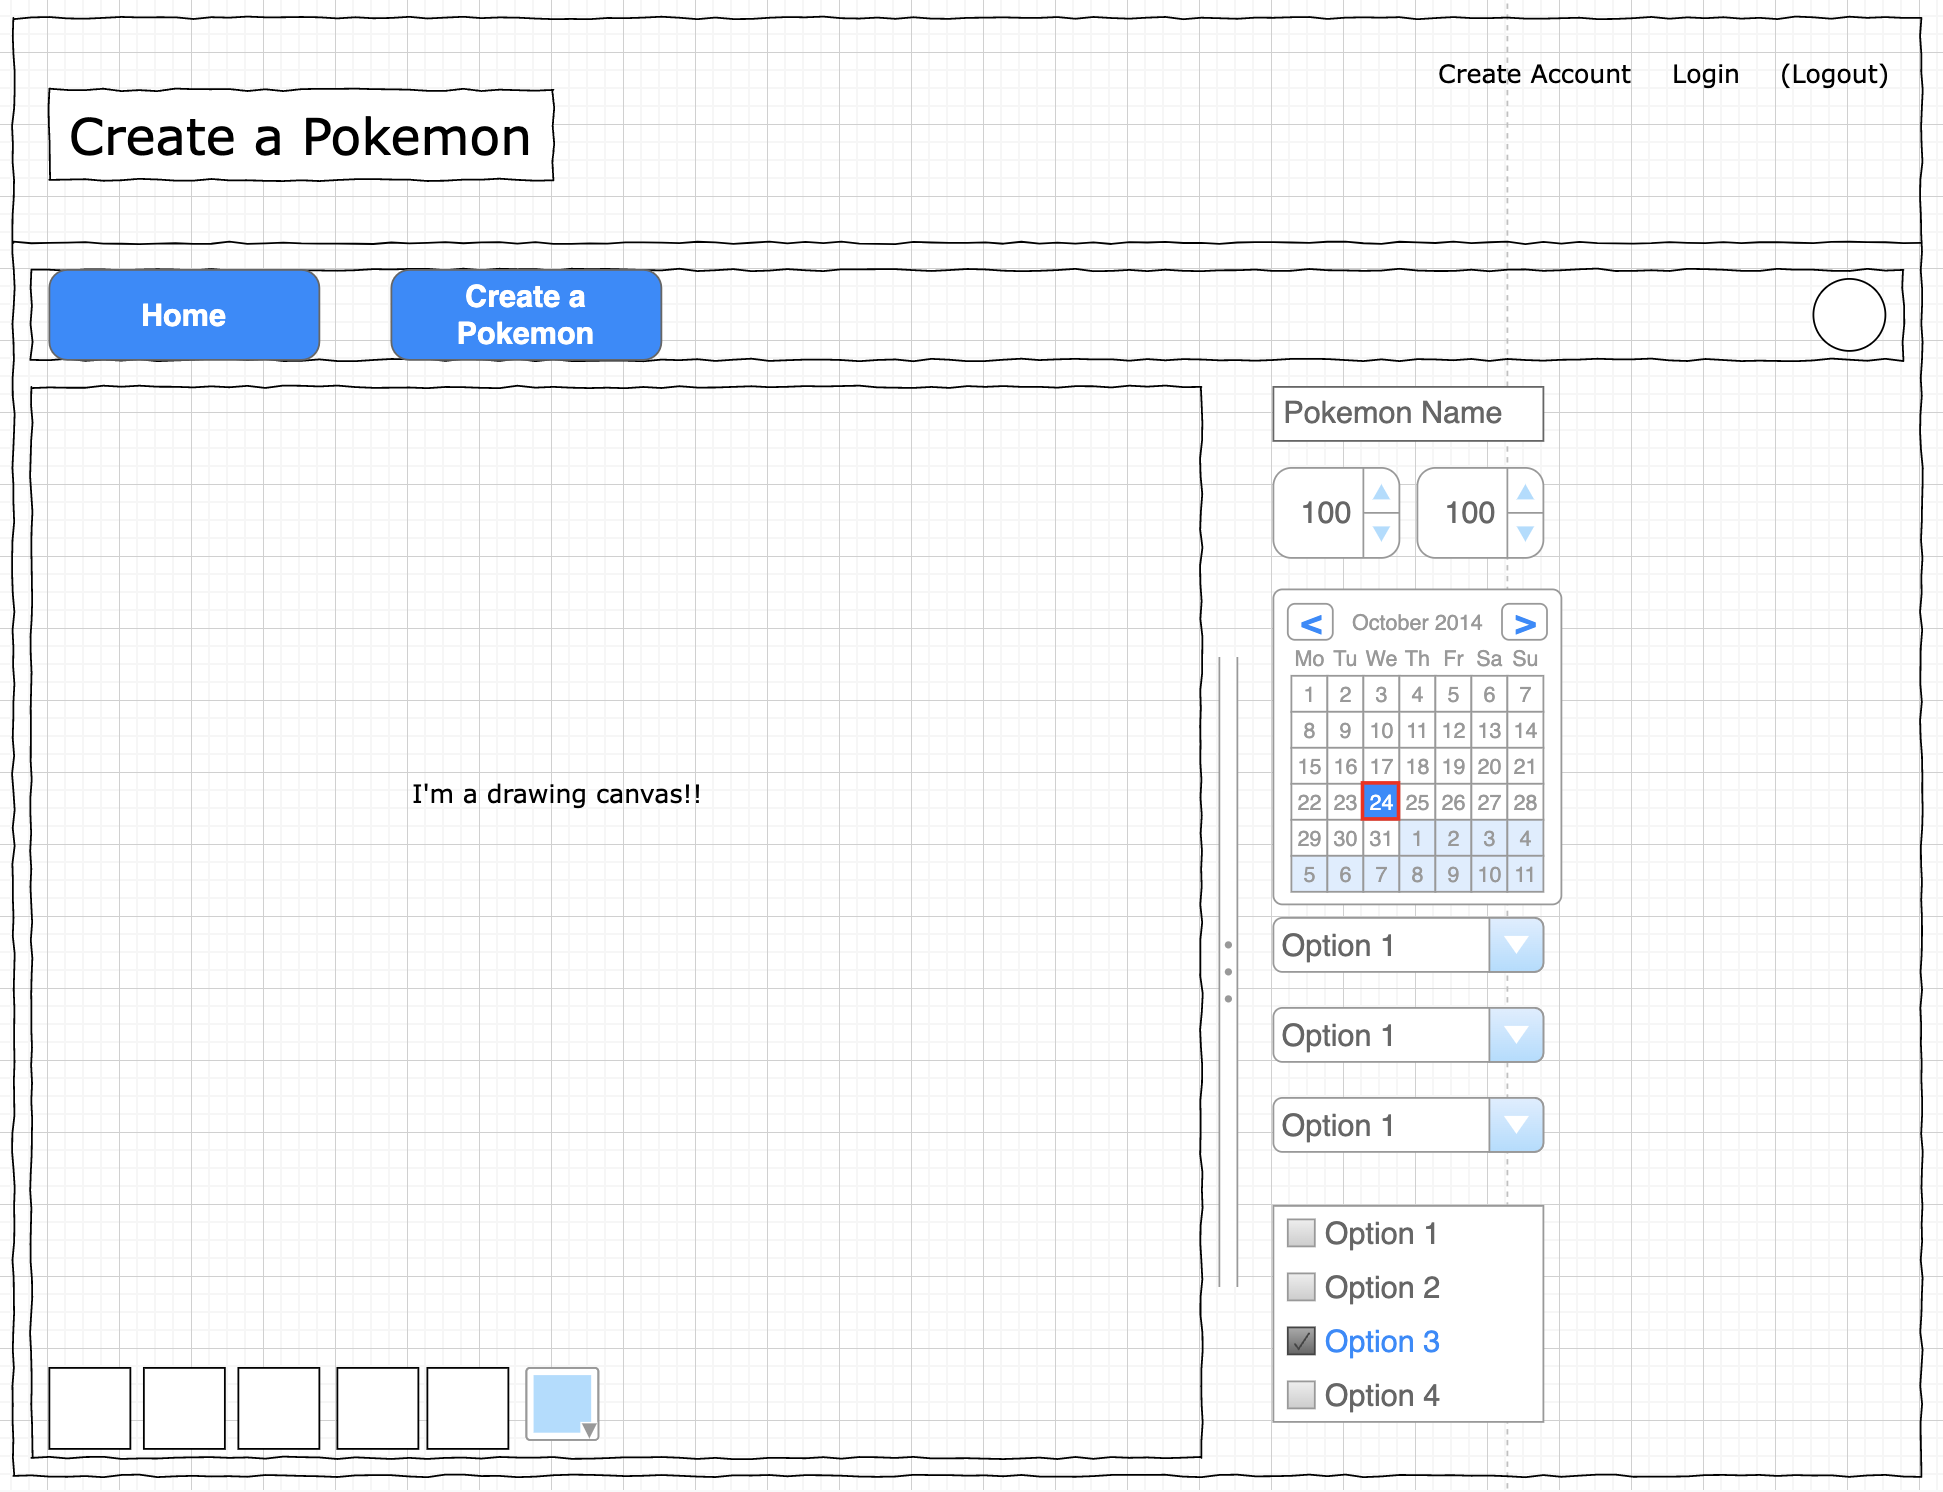 Create Account Login (Logout)
Create a Pokemon
Home
Create a
Pokemon
Pokemon Name
100 100
< October 2014 >
Mo Tu We Th Fr Sa Su
1 2 3 4 5 6 7
8 9 10 11 12 13 14
15 16 17 18 19 20 21
22 23 24 25 26 27 28
29 30 31 1 2 3 4
5 6 7 8 9 10 11
I'm a drawing canvas!!
Option 1
Option 1
Option 1
Option 1
Option 2
Option 3
Option 4